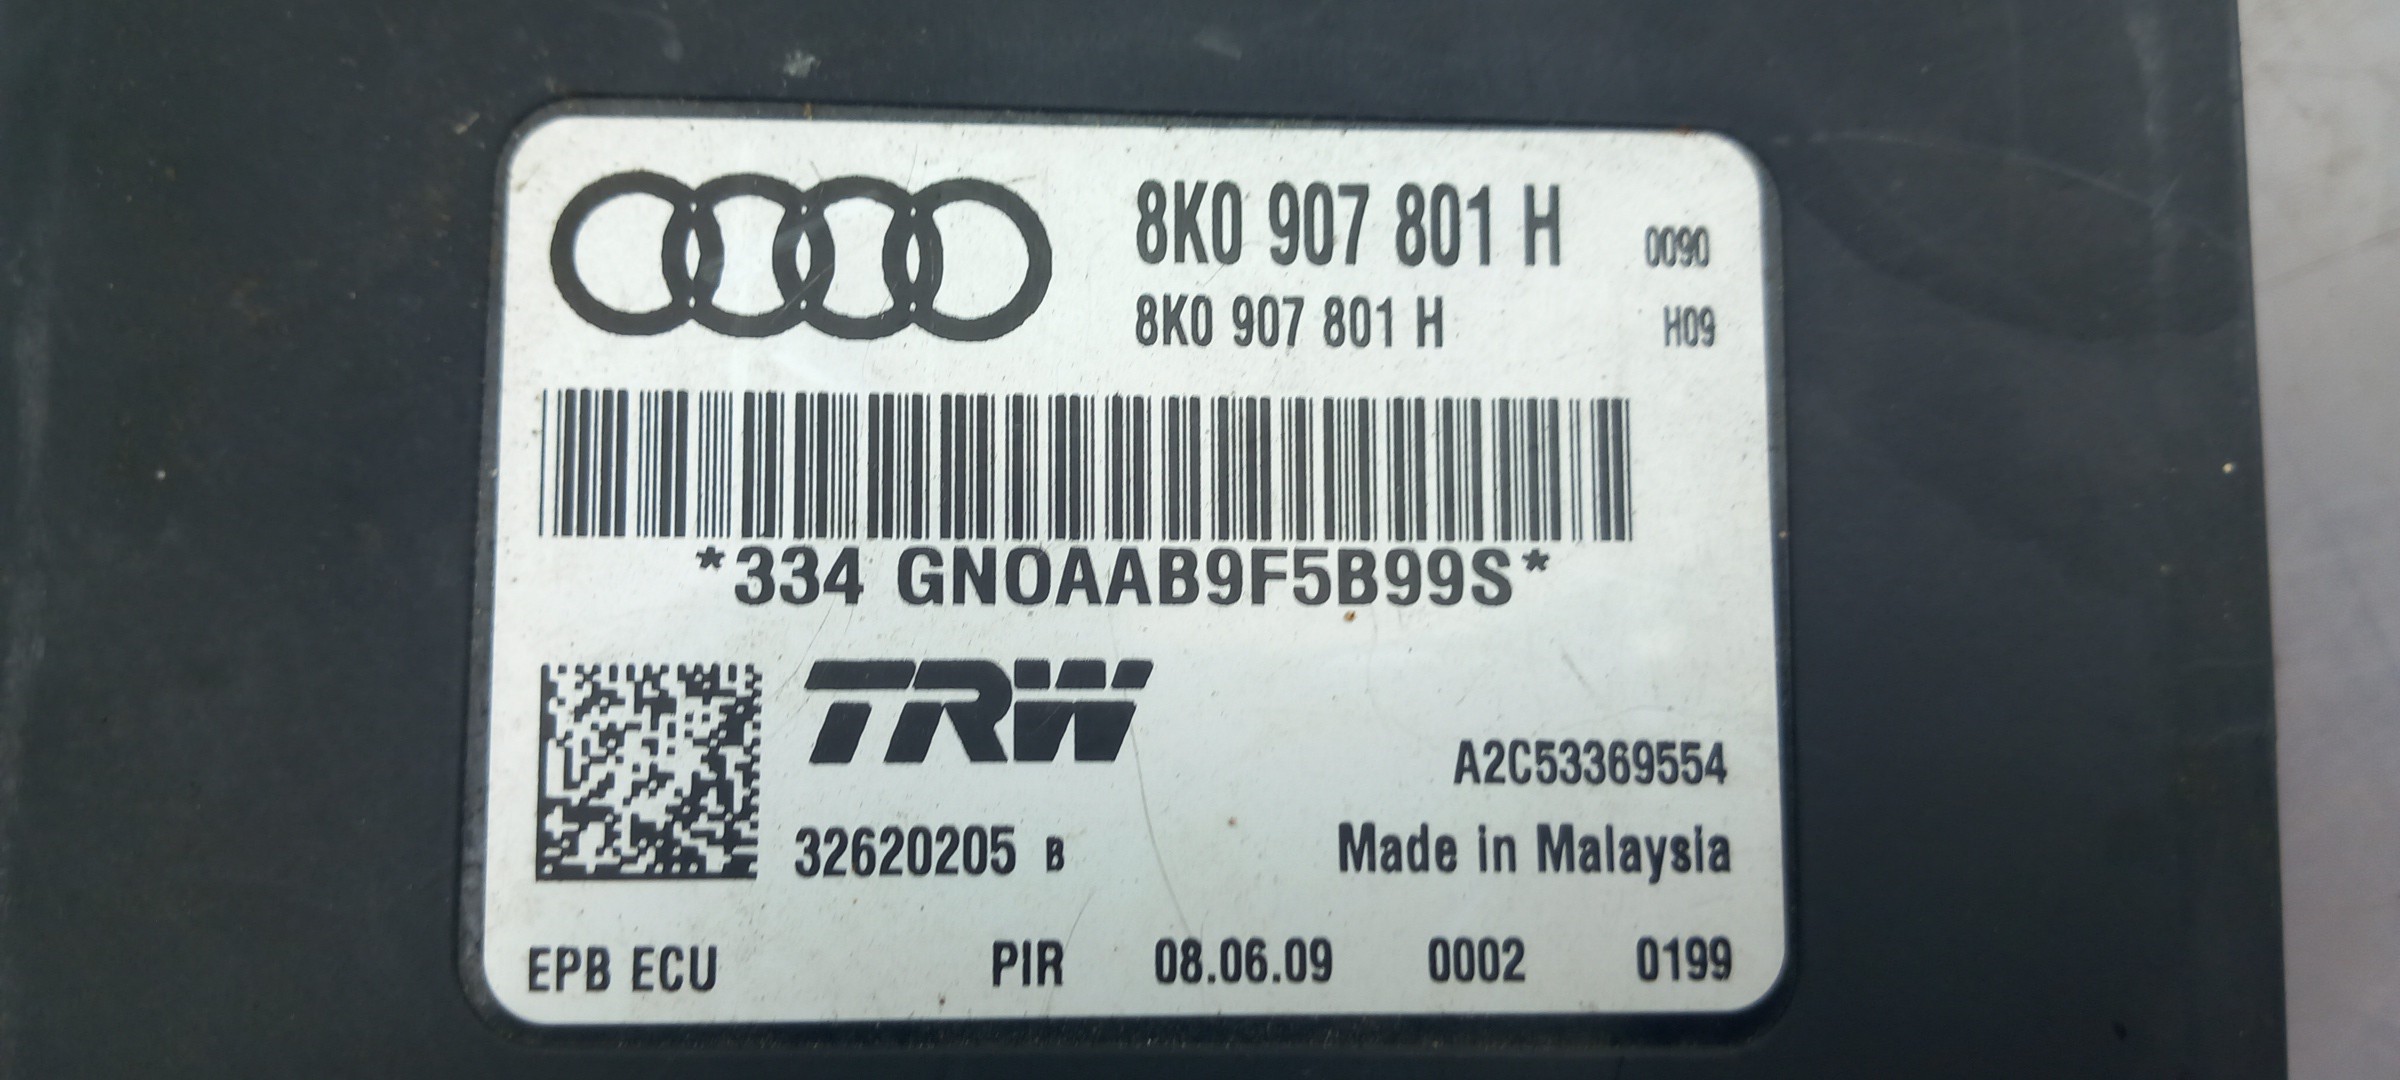 8K0 907 801 H 0090
8K0 907 801 H H09
*334 GNOAAB9F5B99S*
TRW
A2C53369554
32620205 B Made in Malaysia
EPB ECU PIR 08.06.09 0002 0199